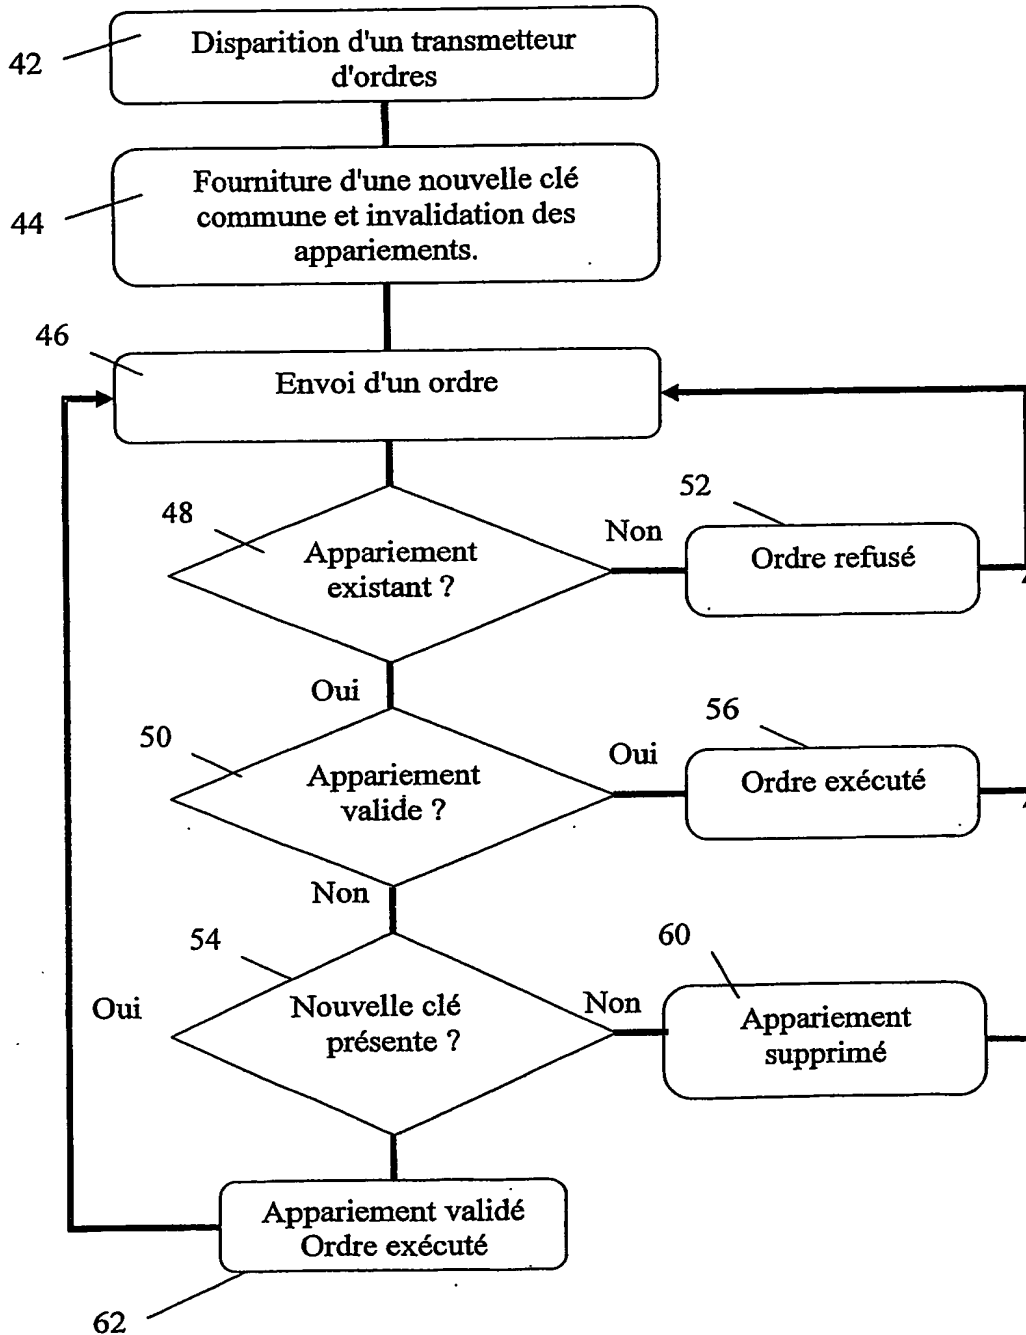 42
Disparition d'un transmetteur
d'ordres
44
Fourniture d'une nouvelle clé
commune et invalidation des
appariements.
46
Envoi d'un ordre
48
Appariement
existant ?
Non
52
Ordre refusé
Oui
50
Appariement
valide ?
Oui
56
Ordre exécuté
Non
54
Nouvelle clé
présente ?
Oui
Non
60
Appariement
supprimé
Appariement validé
Ordre exécuté
62